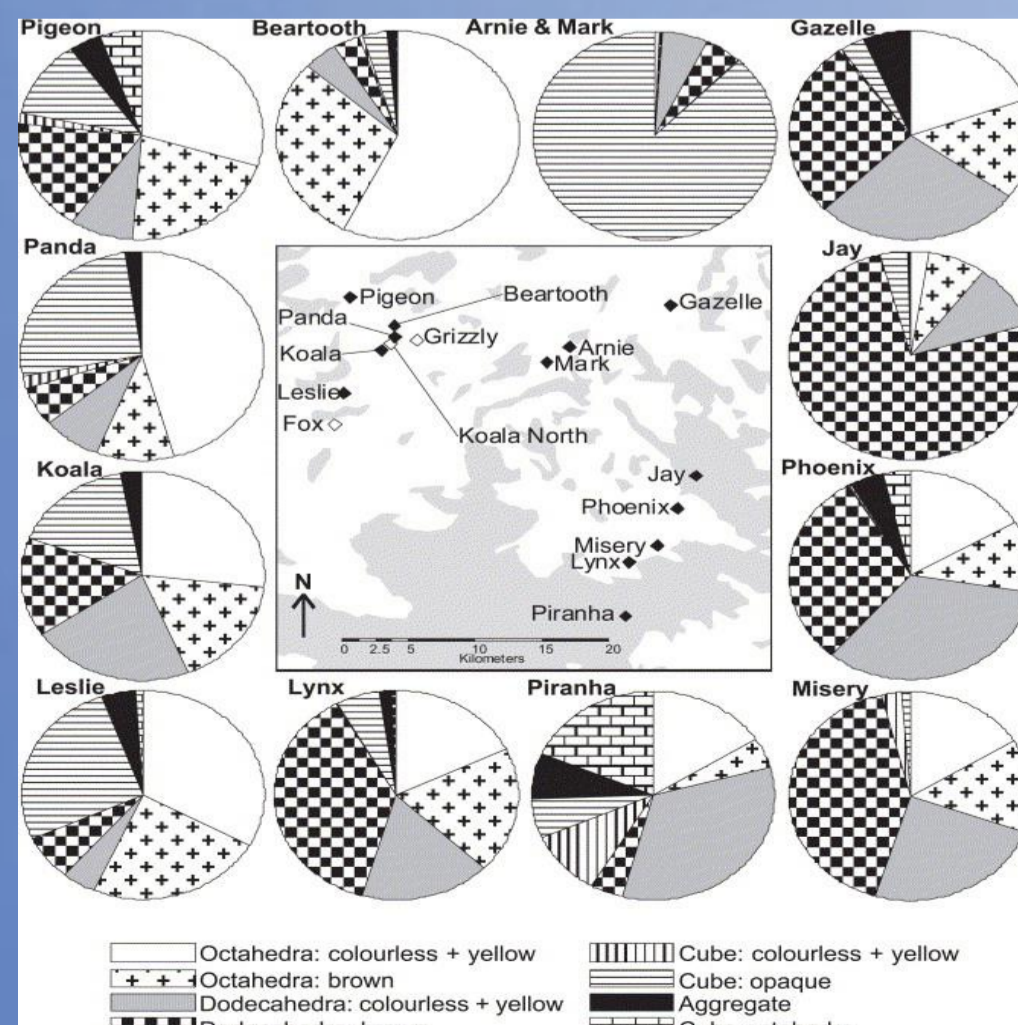 Pigeon
Beartooth
Arnie & Mark
Gazelle
Panda
Jay
Koala
Phoenix
Leslie
Lynx
Piranha
Misery
Pigeon
Beartooth
Gazelle
Panda
Grizzly
Arnie
Koala
Mark
Leslie
Fox
Koala North
Jay
Phoenix
Misery
Lynx
N
Piranha
0 2.5 5 10 15 20
Kilometers
Octahedra: colourless + yellow
Cube: colourless + yellow
Octahedra: brown
Cube: opaque
Dodecahedra: colourless + yellow
Aggregate